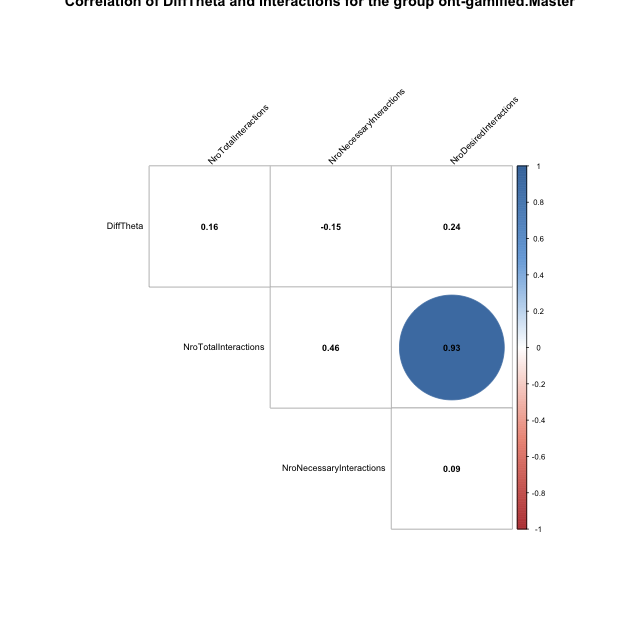 Correlation of DiffTheta and Interactions for the group ont-gamified.Master
NroTotalInteractions
NroNecessaryInteractions
NroDesiredInteractions
DiffTheta
0.16
-0.15
0.24
NroTotalInteractions
0.46
0.93
NroNecessaryInteractions
0.09
1
0.8
0.6
0.4
0.2
0
-0.2
-0.4
-0.6
-0.8
-1